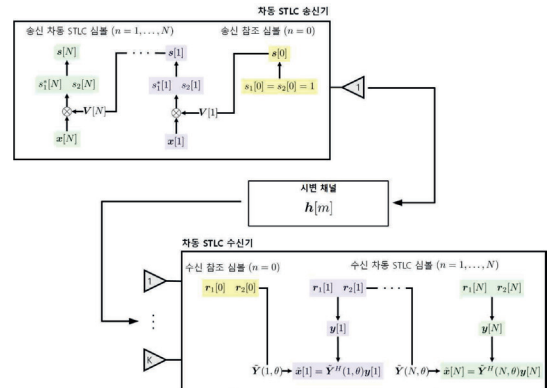 차동 STLC 송신기
송신 차동 STLC 심볼 (n = 1, . . . , N) 송신 참조 심볼 (n = 0)
s[N] · · · · s[1] s[0]
s₁*[N] s₂[N] s₁*[1] s₂[1] s₁[0] = s₂[0] = 1
⊗ V[N] ⊗ V[1]
x[N] x[1]
1
시변 채널
h[m]
차동 STLC 수신기
수신 참조 심볼 (n = 0) 수신 차동 STLC 심볼 (n = 1, . . . , N)
1
r₁[0] r₂[0] r₁[1] r₂[1] · · · · r₁[N] r₂[N]
⋮
y[1] y[N]
K
Ỹ(1, θ) x̃[1] = Ỹᴴ(1, θ)y[1] Ỹ(N, θ) x̃[N] = Ỹᴴ(N, θ)y[N]